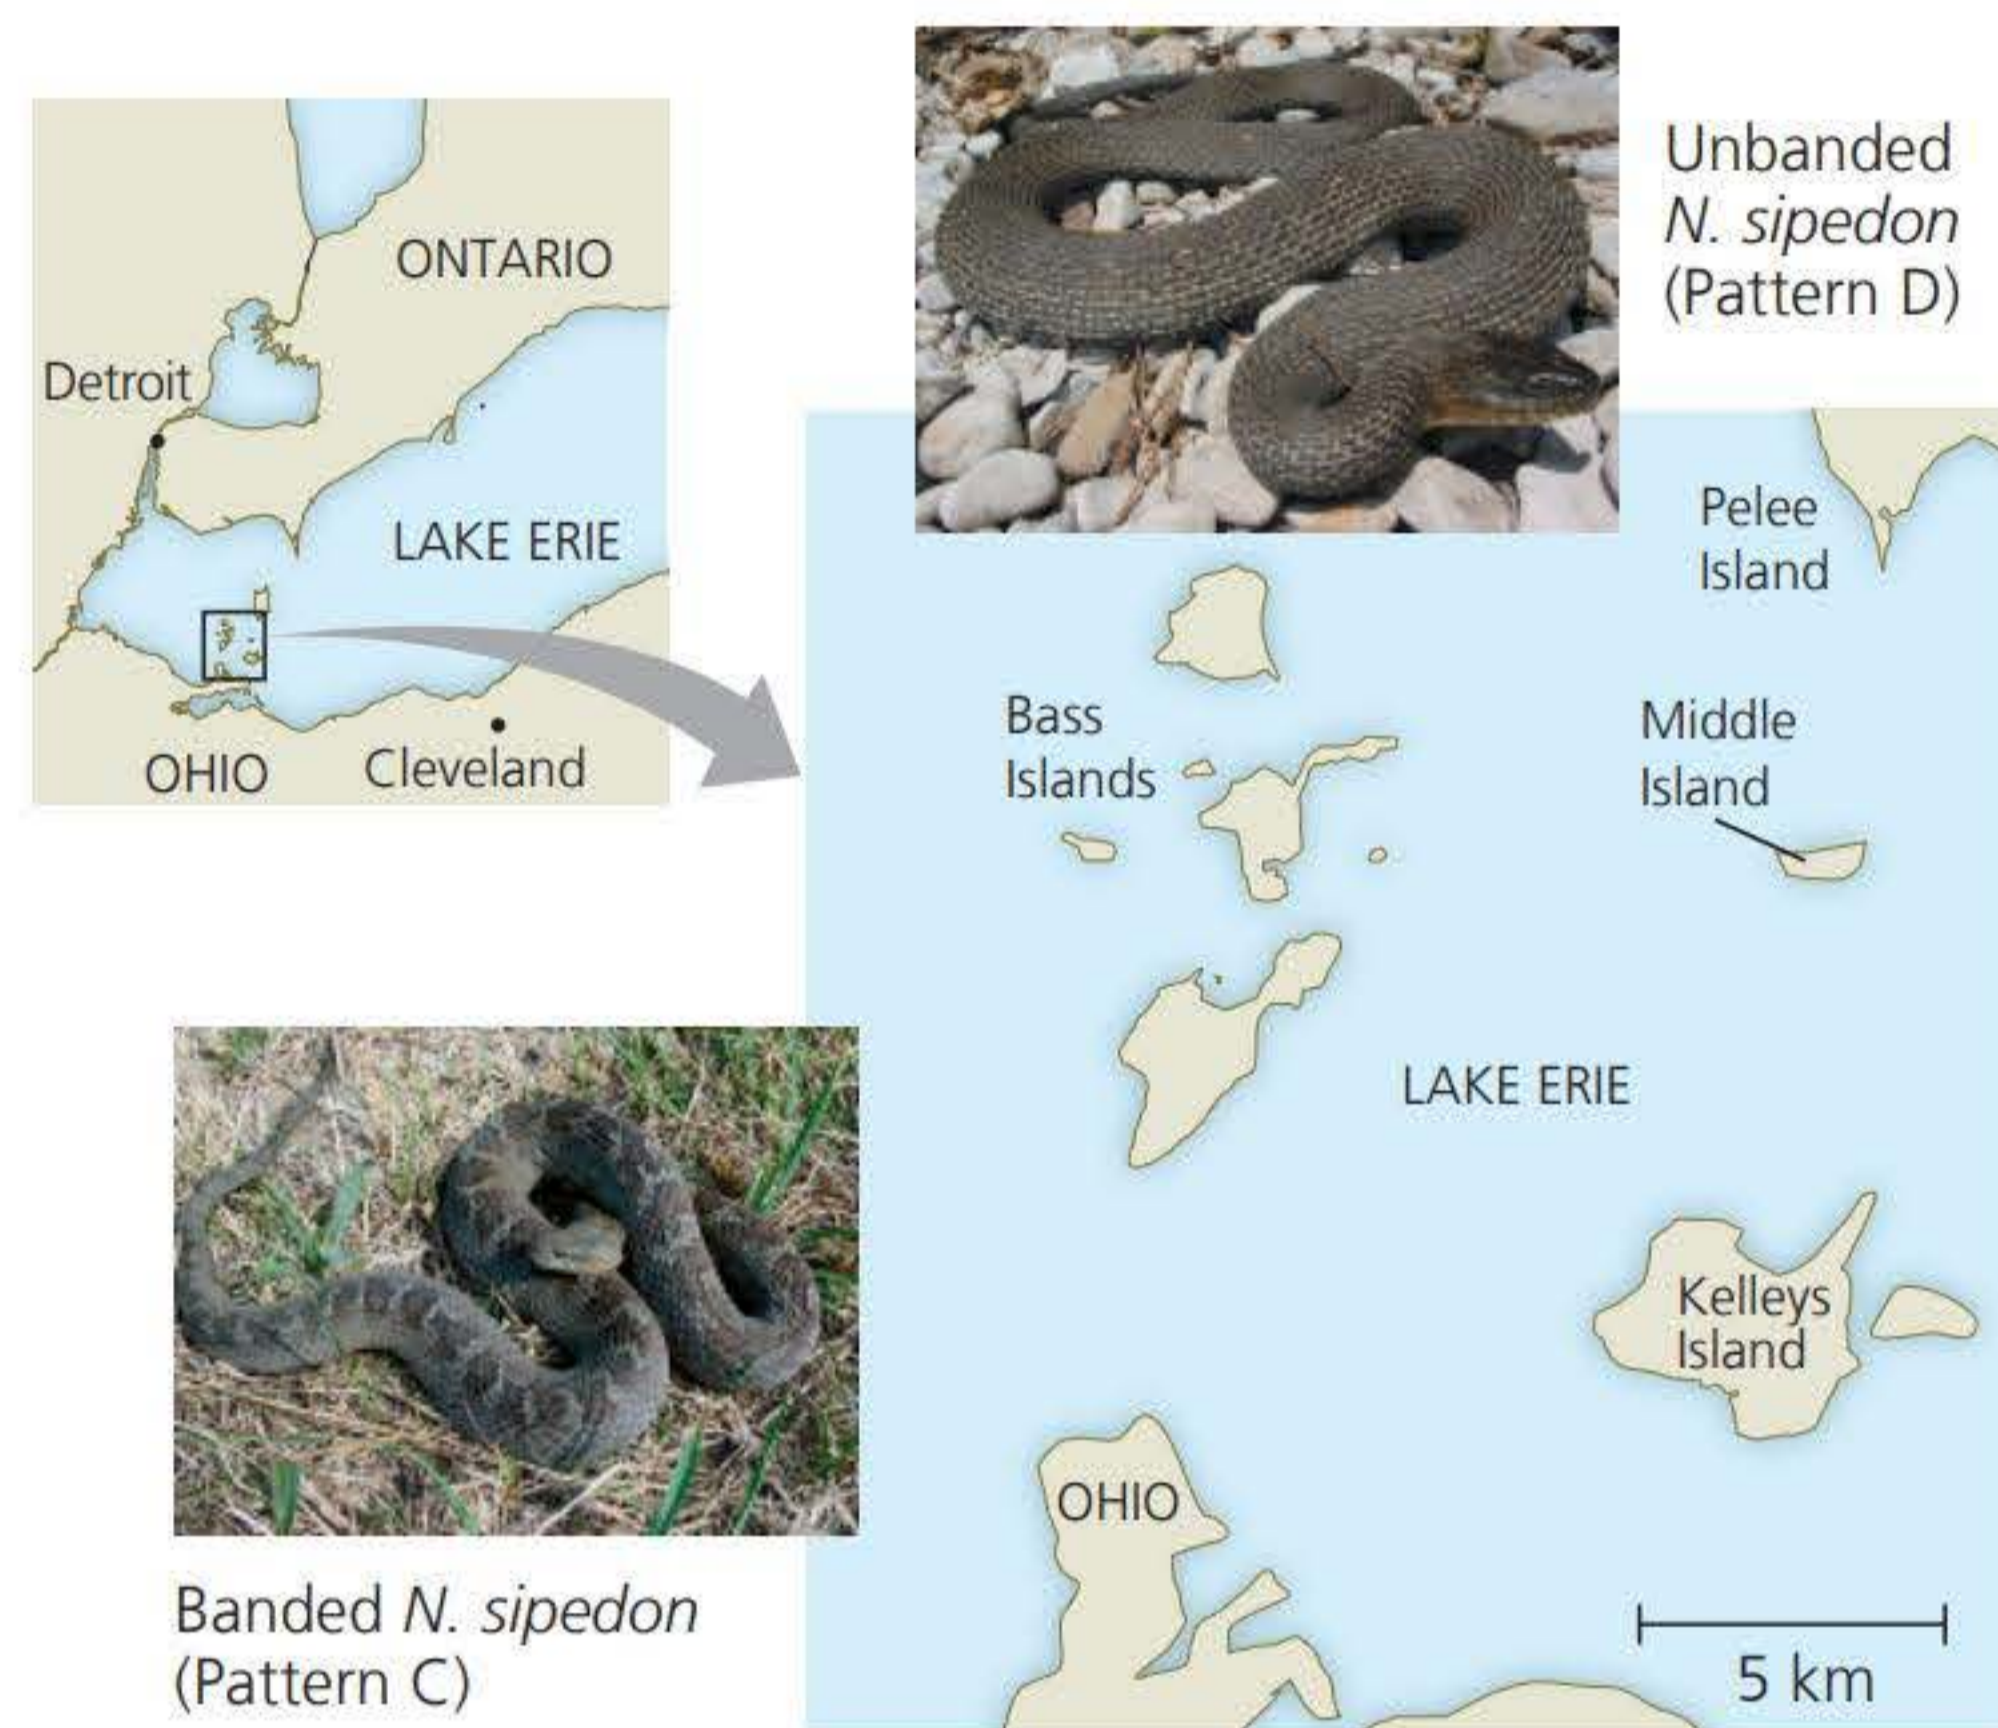 ONTARIO
Detroit
LAKE ERIE
OHIO
Cleveland
Unbanded
N. sipedon
(Pattern D)
Pelee
Island
Bass
Islands
Middle
Island
LAKE ERIE
Kelleys
Island
OHIO
5 km
Banded N. sipedon
(Pattern C)